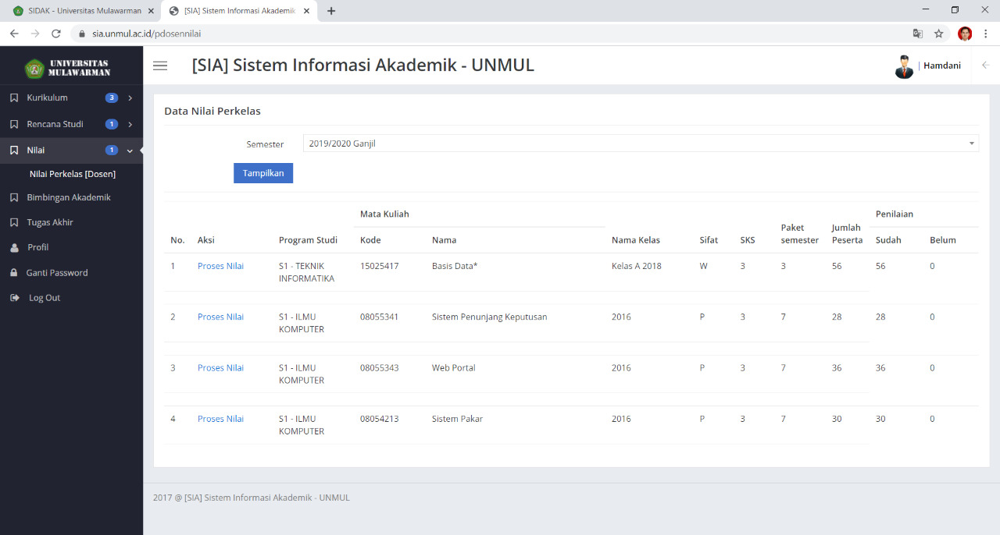 SIDAK - Universitas Mulawarman
[SIA] Sistem Informasi Akademik
sia.unmul.ac.id/pdosennilai
UNIVERSITAS
MULAWARMAN
[SIA] Sistem Informasi Akademik - UNMUL
| Hamdani
Kurikulum 3
Rencana Studi 1
Nilai 1
Nilai Perkelas [Dosen]
Bimbingan Akademik
Tugas Akhir
Profil
Ganti Password
Log Out
Data Nilai Perkelas
Semester 2019/2020 Ganjil
Tampilkan
Mata Kuliah Penilaian
No. Aksi Program Studi Kode Nama Nama Kelas Sifat SKS Paket semester Jumlah Peserta Sudah Belum
1 Proses Nilai S1 - TEKNIK INFORMATIKA 15025417 Basis Data* Kelas A 2018 W 3 3 56 56 0
2 Proses Nilai S1 - ILMU KOMPUTER 08055341 Sistem Penunjang Keputusan 2016 P 3 7 28 28 0
3 Proses Nilai S1 - ILMU KOMPUTER 08055343 Web Portal 2016 P 3 7 36 36 0
4 Proses Nilai S1 - ILMU KOMPUTER 08054213 Sistem Pakar 2016 P 3 7 30 30 0
2017 @ [SIA] Sistem Informasi Akademik - UNMUL